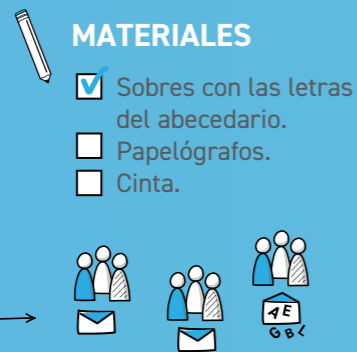 MATERIALES
Sobres con las letras
del abecedario.
Papelógrafos.
Cinta.
A E
G B L